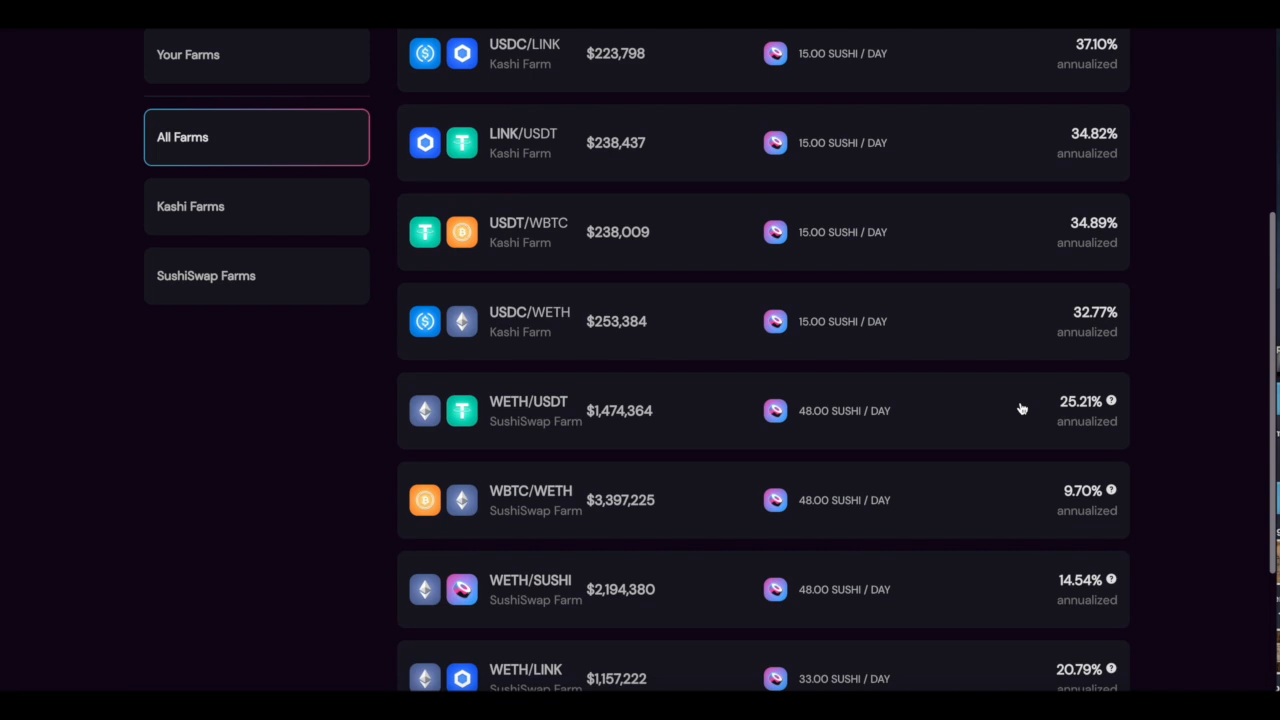 Your Farms
All Farms
Kashi Farms
SushiSwap Farms
USDC/LINK
Kashi Farm
$223,798
15.00 SUSHI / DAY
37.10%
annualized
LINK/USDT
Kashi Farm
$238,437
15.00 SUSHI / DAY
34.82%
annualized
USDT/WBTC
Kashi Farm
$238,009
15.00 SUSHI / DAY
34.89%
annualized
USDC/WETH
Kashi Farm
$253,384
15.00 SUSHI / DAY
32.77%
annualized
WETH/USDT
SushiSwap Farm
$1,474,364
48.00 SUSHI / DAY
25.21%
annualized
WBTC/WETH
SushiSwap Farm
$3,397,225
48.00 SUSHI / DAY
9.70%
annualized
WETH/SUSHI
SushiSwap Farm
$2,194,380
48.00 SUSHI / DAY
14.54%
annualized
WETH/LINK
SushiSwap Farm
$1,157,222
33.00 SUSHI / DAY
20.79%
annualized